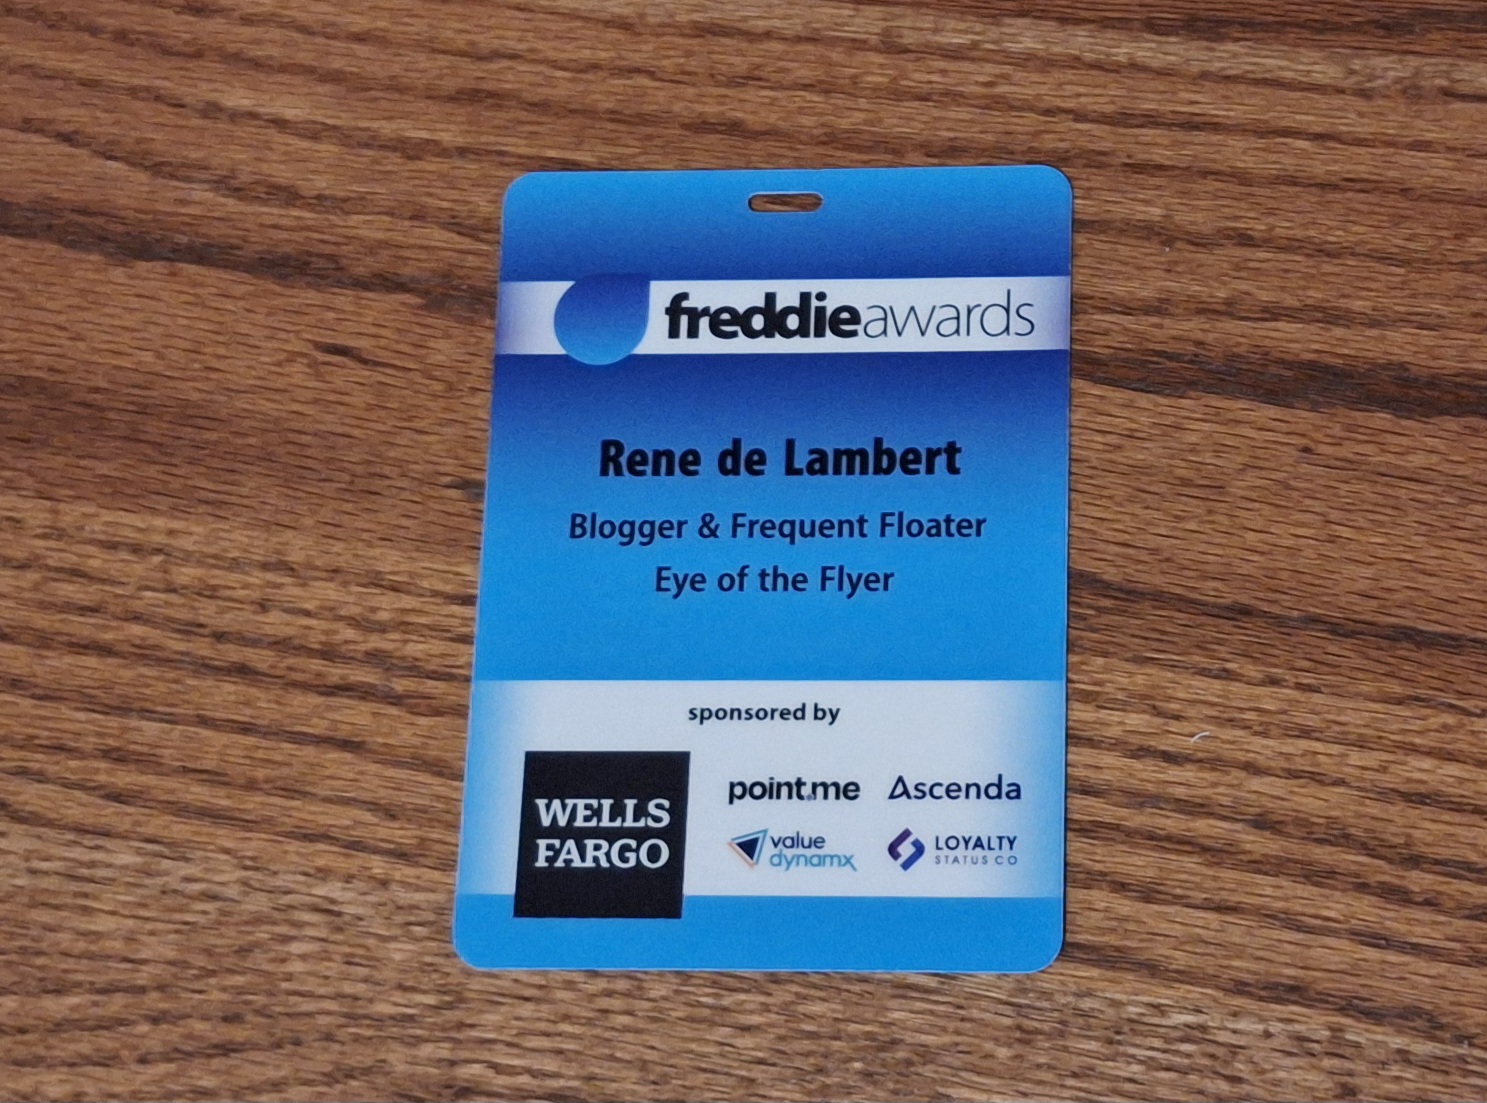 freddieawards
Rene de Lambert
Blogger & Frequent Floater
Eye of the Flyer
sponsored by
WELLS
FARGO
point.me
Ascenda
value
dynamx
LOYALTY
STATUS CO